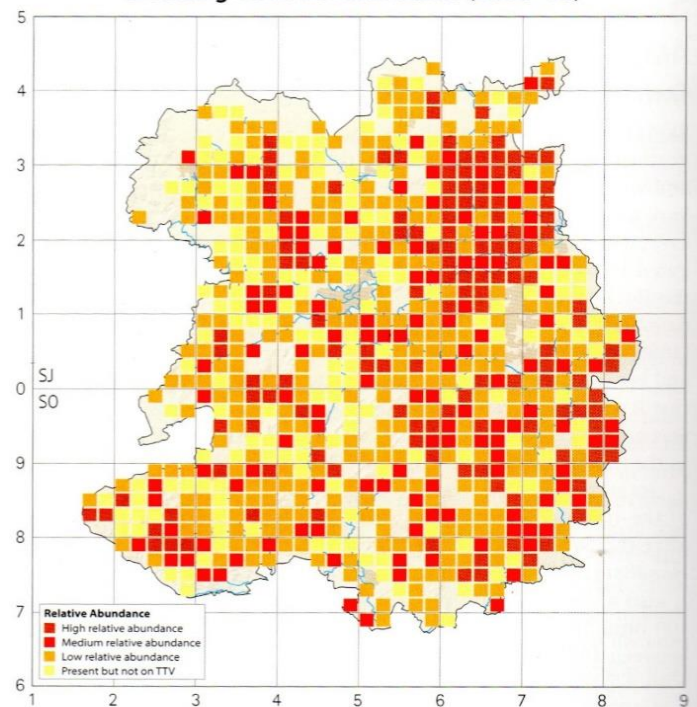 5
4
3
2
1
SJ
0
SO
9
8
7
6
Relative Abundance
High relative abundance
Medium relative abundance
Low relative abundance
Present but not on TTV
1 2 3 4 5 6 7 8 9